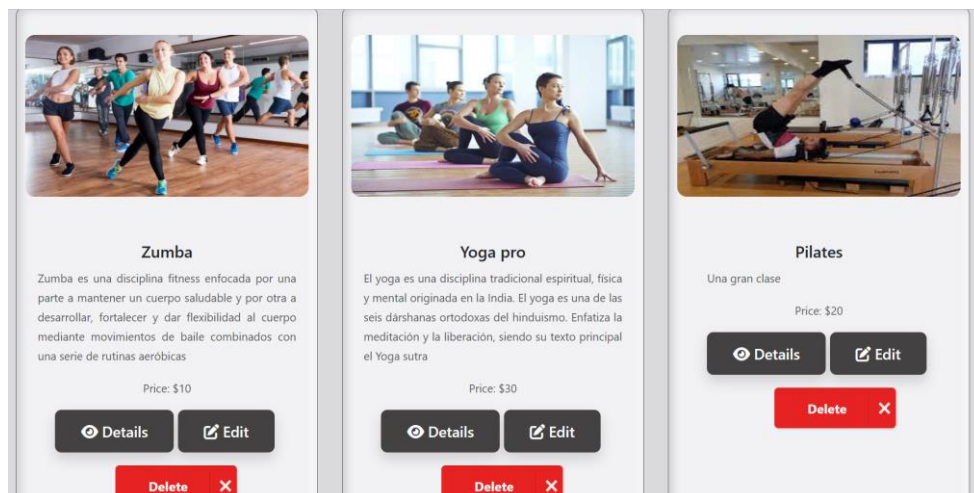 Zumba
Zumba es una disciplina fitness enfocada por una
parte a mantener un cuerpo saludable y por otra a
desarrollar, fortalecer y dar flexibilidad al cuerpo
mediante movimientos de baile combinados con
una serie de rutinas aeróbicas
Price: $10
Details
Edit
Delete
Yoga pro
El yoga es una disciplina tradicional espiritual, física
y mental originada en la India. El yoga es una de las
seis dárshanas ortodoxas del hinduismo. Enfatiza la
meditación y la liberación, siendo su texto principal
el Yoga sutra
Price: $30
Details
Edit
Delete
Pilates
Una gran clase
Price: $20
Details
Edit
Delete